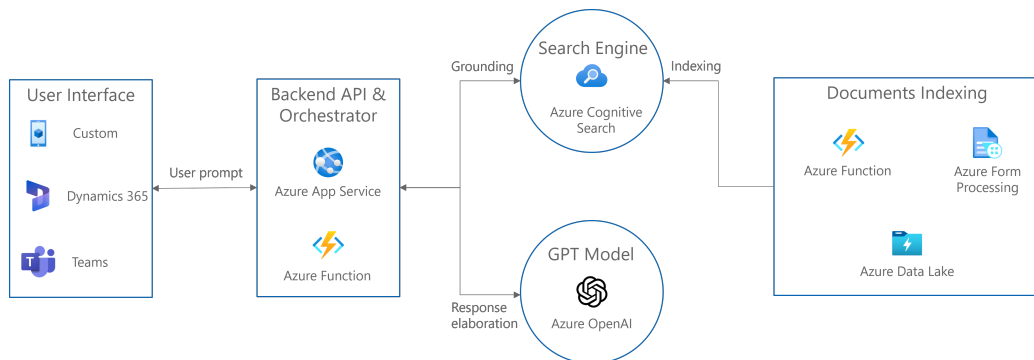 User Interface
Custom
Dynamics 365
Teams
User prompt
Backend API &
Orchestrator
Azure App Service
Azure Function
Grounding
Response
elaboration
Search Engine
Azure Cognitive
Search
GPT Model
Azure OpenAI
Indexing
Documents Indexing
Azure Function
Azure Form
Processing
Azure Data Lake